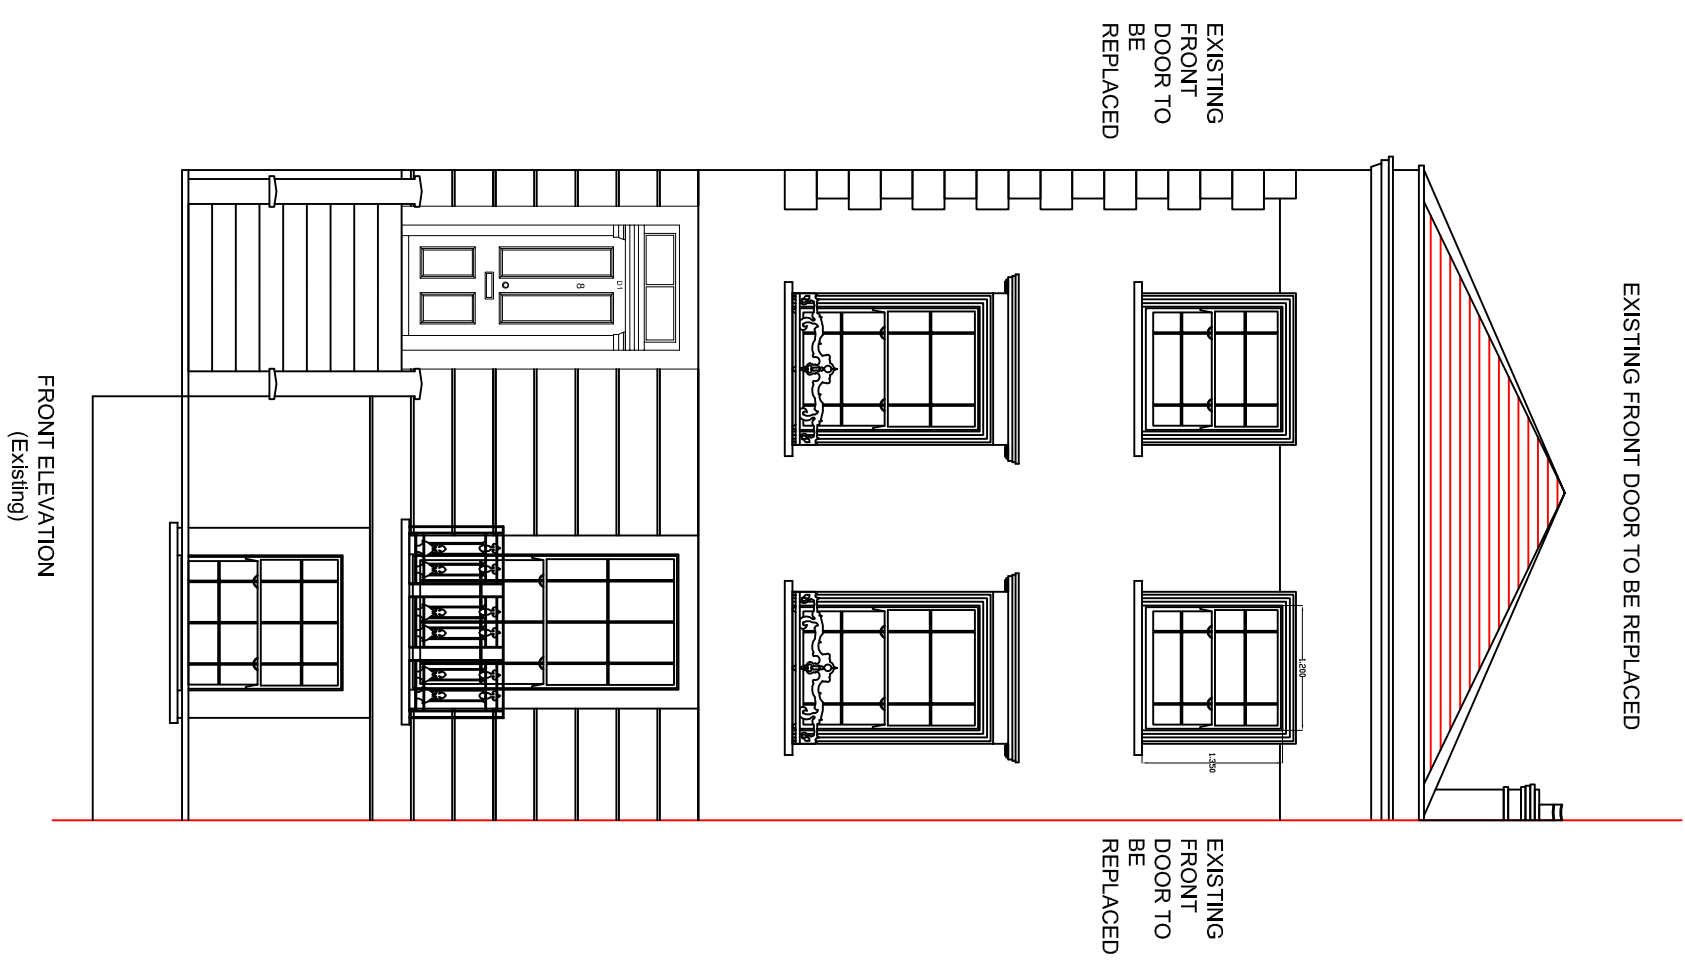 EXISTING FRONT DOOR TO BE REPLACED
EXISTING
FRONT
DOOR TO
BE
REPLACED
EXISTING
FRONT
DOOR TO
BE
REPLACED
1.200
1.350
D1
8
FRONT ELEVATION
(Existing)